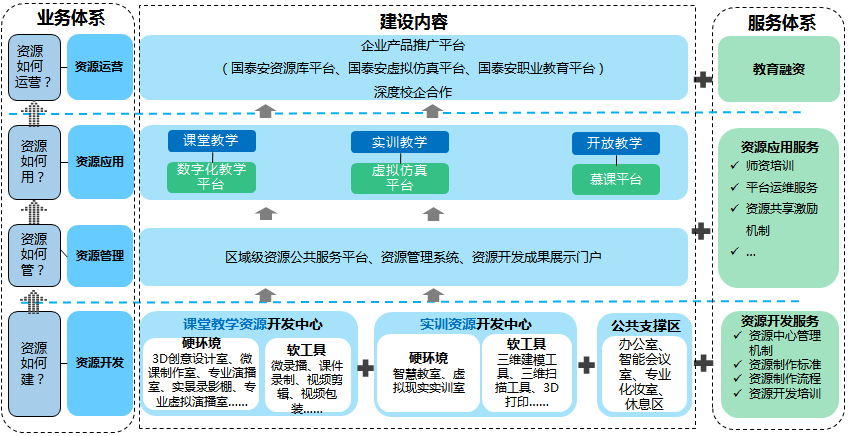 业务体系
建设内容
服务体系
资源
如何
运营？
资源运营
企业产品推广平台
（国泰安资源库平台、国泰安虚拟仿真平台、国泰安职业教育平台）
深度校企合作
教育融资
资源
如何
用？
资源应用
课堂教学
数字化教学
平台
实训教学
虚拟仿真
平台
开放教学
慕课平台
资源应用服务
✓ 师资培训
✓ 平台运维服务
✓ 资源共享激励
机制
✓ ...
资源
如何
管？
资源管理
区域级资源公共服务平台、资源管理系统、资源开发成果展示门户
资源
如何
建？
资源开发
课堂教学资源开发中心
硬环境
3D创意设计室、微
课制作室、专业演播
室、实景录影棚、专
业虚拟演播室……
软工具
微录播、课件
录制、视频剪
辑、视频包
装……
实训资源开发中心
硬环境
智慧教室、虚
拟现实实训室
软工具
三维建模工
具、三维扫
描工具、3D
打印……
公共支撑区
办公室、
智能会议
室、专业
化妆室、
休息区
资源开发服务
✓ 资源中心管理
机制
✓ 资源制作标准
✓ 资源制作流程
✓ 资源开发培训